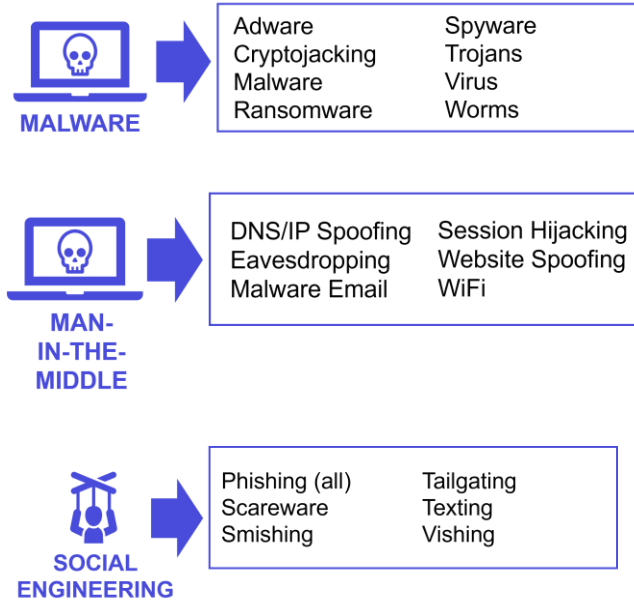 MALWARE
Adware
Cryptojacking
Malware
Ransomware
Spyware
Trojans
Virus
Worms
MAN-
IN-THE-
MIDDLE
DNS/IP Spoofing
Eavesdropping
Malware Email
Session Hijacking
Website Spoofing
WiFi
SOCIAL
ENGINEERING
Phishing (all)
Scareware
Smishing
Tailgating
Texting
Vishing